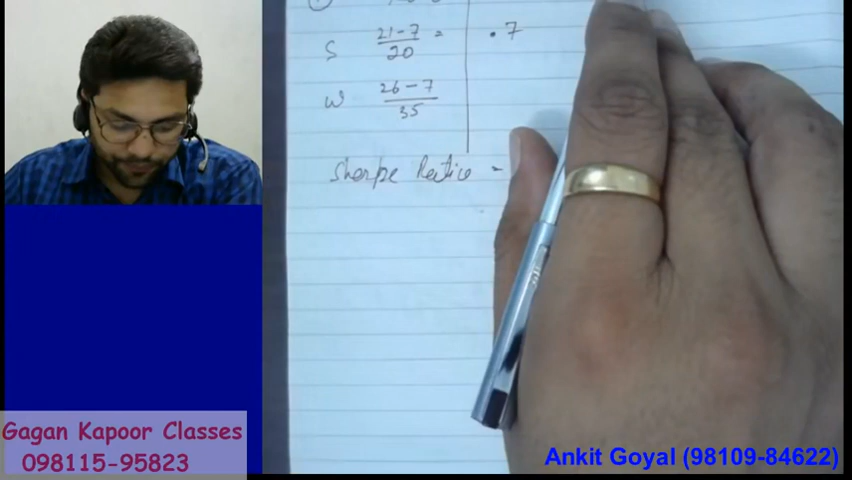 S 21-7 = .7
20
W 26-7
35
Sharpe Ratio =
Gagan Kapoor Classes
098115-95823
Ankit Goyal (98109-84622)